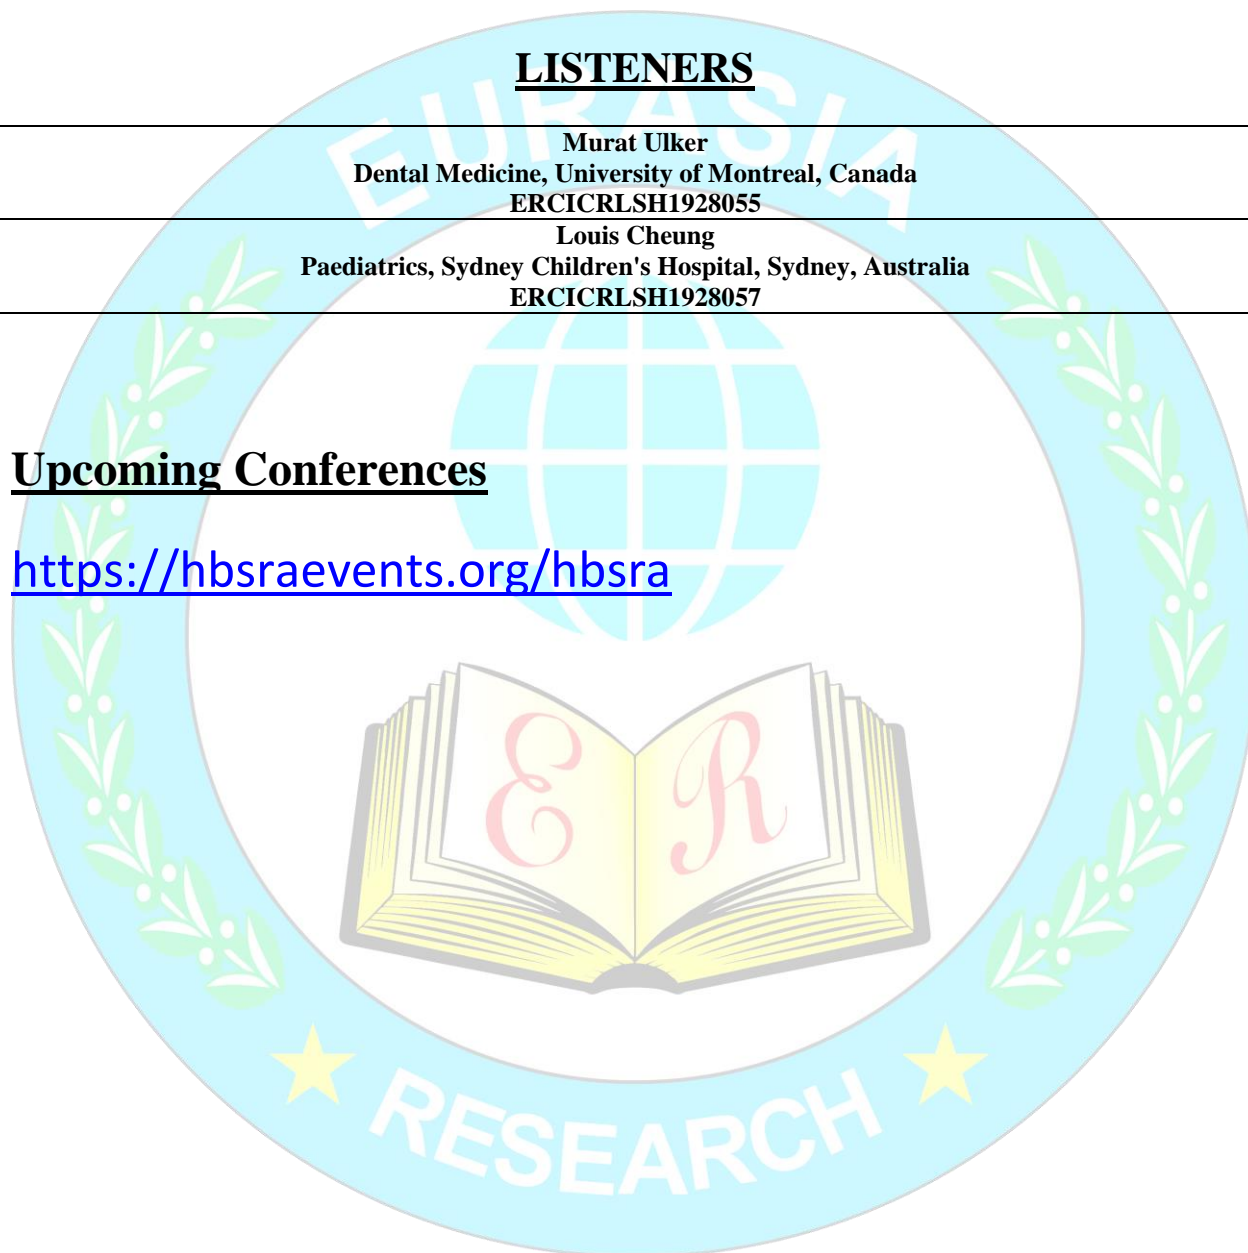 LISTENERS
Murat Ulker
Dental Medicine, University of Montreal, Canada
ERCICRLSH1928055
Louis Cheung
Paediatrics, Sydney Children's Hospital, Sydney, Australia
ERCICRLSH1928057
Upcoming Conferences
https://hbsraevents.org/hbsra
EURASIA
E R
RESEARCH